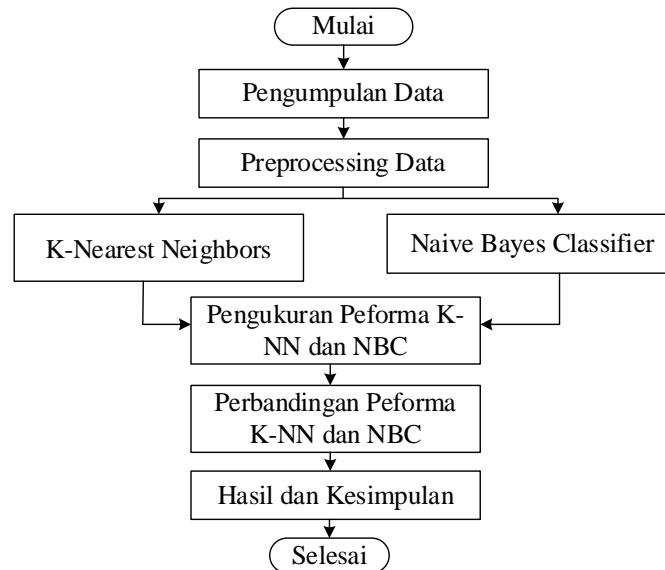 Mulai
Pengumpulan Data
Preprocessing Data
K-Nearest Neighbors
Naive Bayes Classifier
Pengukuran Peforma K-
NN dan NBC
Perbandingan Peforma
K-NN dan NBC
Hasil dan Kesimpulan
Selesai